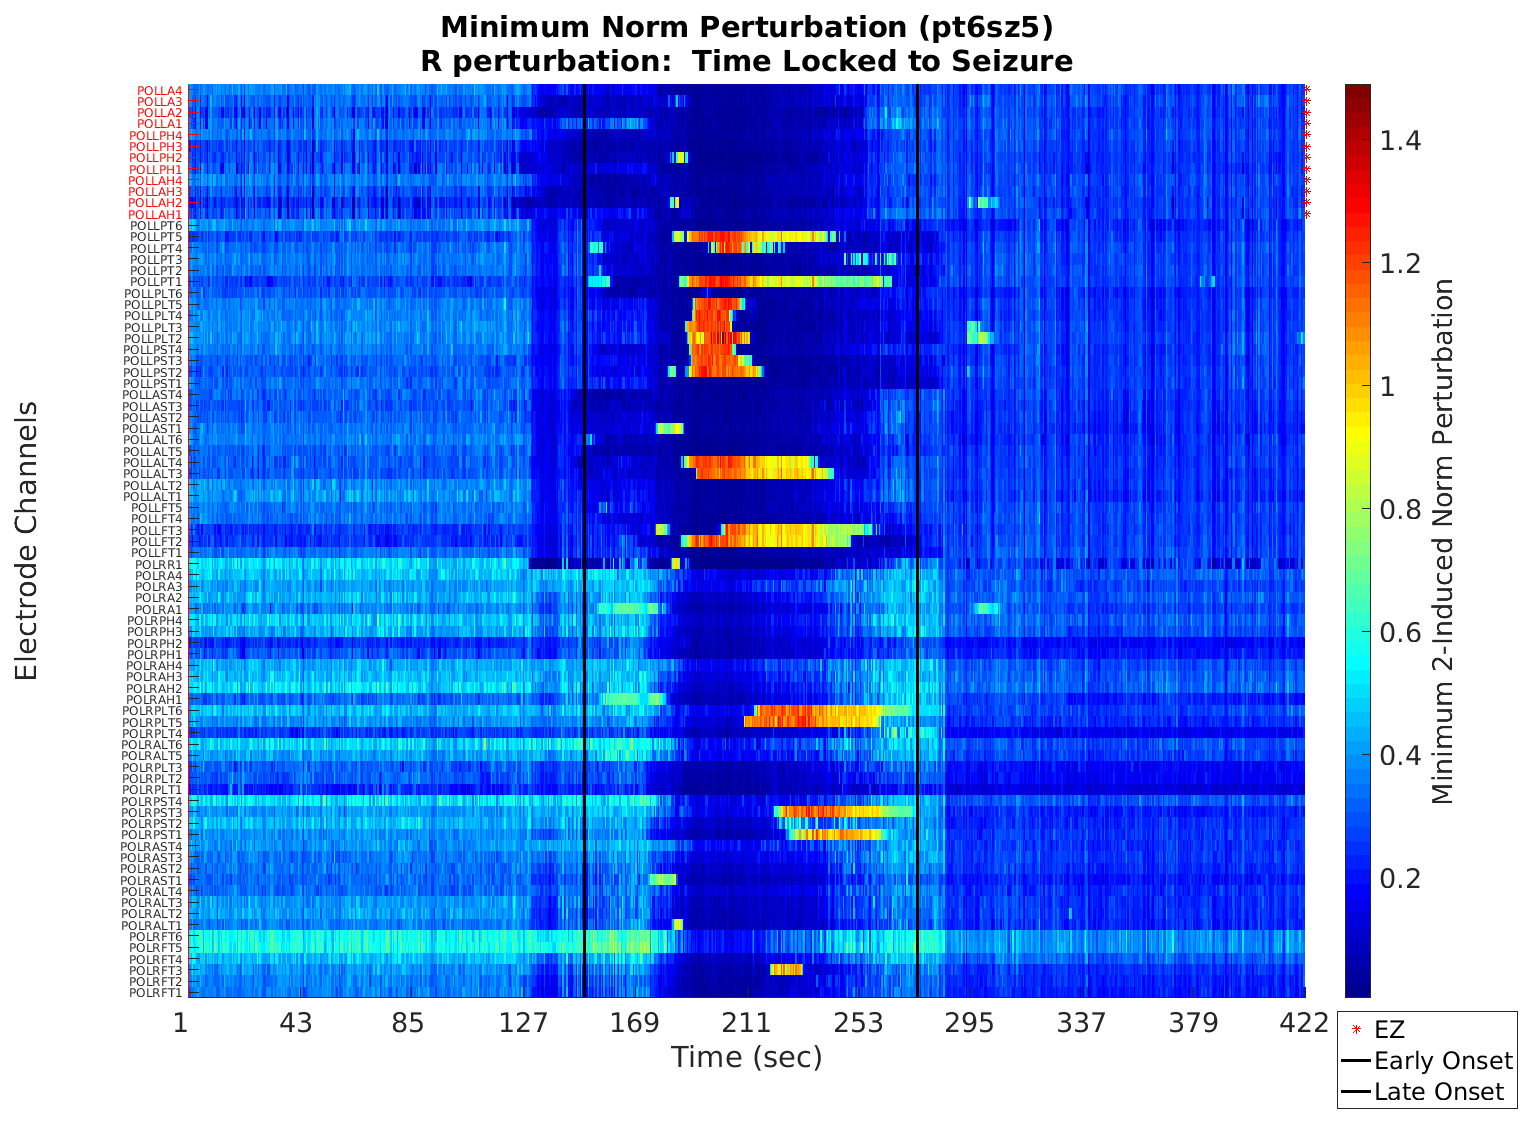 Minimum Norm Perturbation (pt6sz5)
R perturbation:  Time Locked to Seizure
Electrode Channels
POLLA4
POLLA3
POLLA2
POLLA1
POLLPH4
POLLPH3
POLLPH2
POLLPH1
POLLAH4
POLLAH3
POLLAH2
POLLAH1
POLLPT6
POLLPT5
POLLPT4
POLLPT3
POLLPT2
POLLPT1
POLLPLT6
POLLPLT5
POLLPLT4
POLLPLT3
POLLPLT2
POLLPST4
POLLPST3
POLLPST2
POLLPST1
POLLAST4
POLLAST3
POLLAST2
POLLAST1
POLLALT6
POLLALT5
POLLALT4
POLLALT3
POLLALT2
POLLALT1
POLLFT5
POLLFT4
POLLFT3
POLLFT2
POLLFT1
POLRR1
POLRA4
POLRA3
POLRA2
POLRA1
POLRPH4
POLRPH3
POLRPH2
POLRPH1
POLRAH4
POLRAH3
POLRAH2
POLRAH1
POLRPLT6
POLRPLT5
POLRPLT4
POLRALT6
POLRALT5
POLRPLT3
POLRPLT2
POLRPLT1
POLRPST4
POLRPST3
POLRPST2
POLRPST1
POLRAST4
POLRAST3
POLRAST2
POLRAST1
POLRALT4
POLRALT3
POLRALT2
POLRALT1
POLRFT6
POLRFT5
POLRFT4
POLRFT3
POLRFT2
POLRFT1
1 43 85 127 169 211 253 295 337 379 422
Time (sec)
1.4
1.2
1
0.8
0.6
0.4
0.2
Minimum 2-Induced Norm Perturbation
EZ
Early Onset
Late Onset